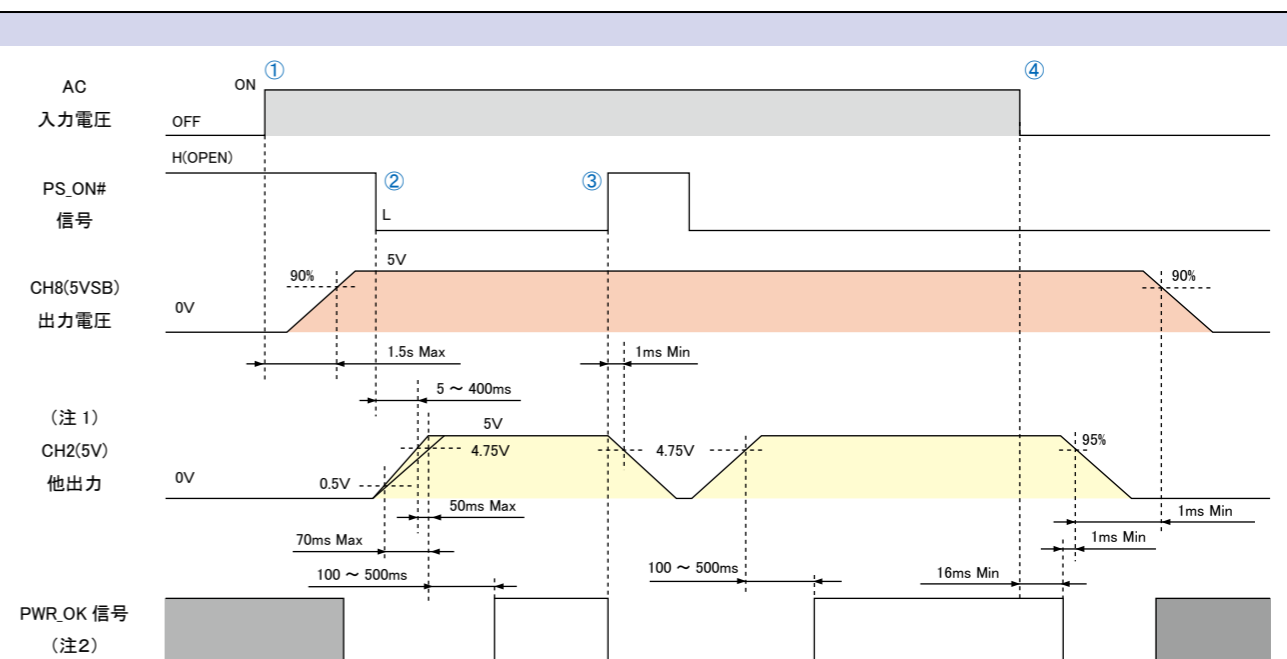 ① ④
AC
入力電圧
ON
OFF
H(OPEN)
PS_ON#
信号
② ③
L
CH8(5VSB)
出力電圧
90% 5V 90%
0V
1.5s Max 1ms Min
5 ～ 400ms
(注 1)
CH2(5V)
他出力
5V
4.75V 4.75V 95%
0V
0.5V
50ms Max 1ms Min
70ms Max 1ms Min
100 ～ 500ms 100 ～ 500ms 16ms Min
PWR_OK 信号
(注2)